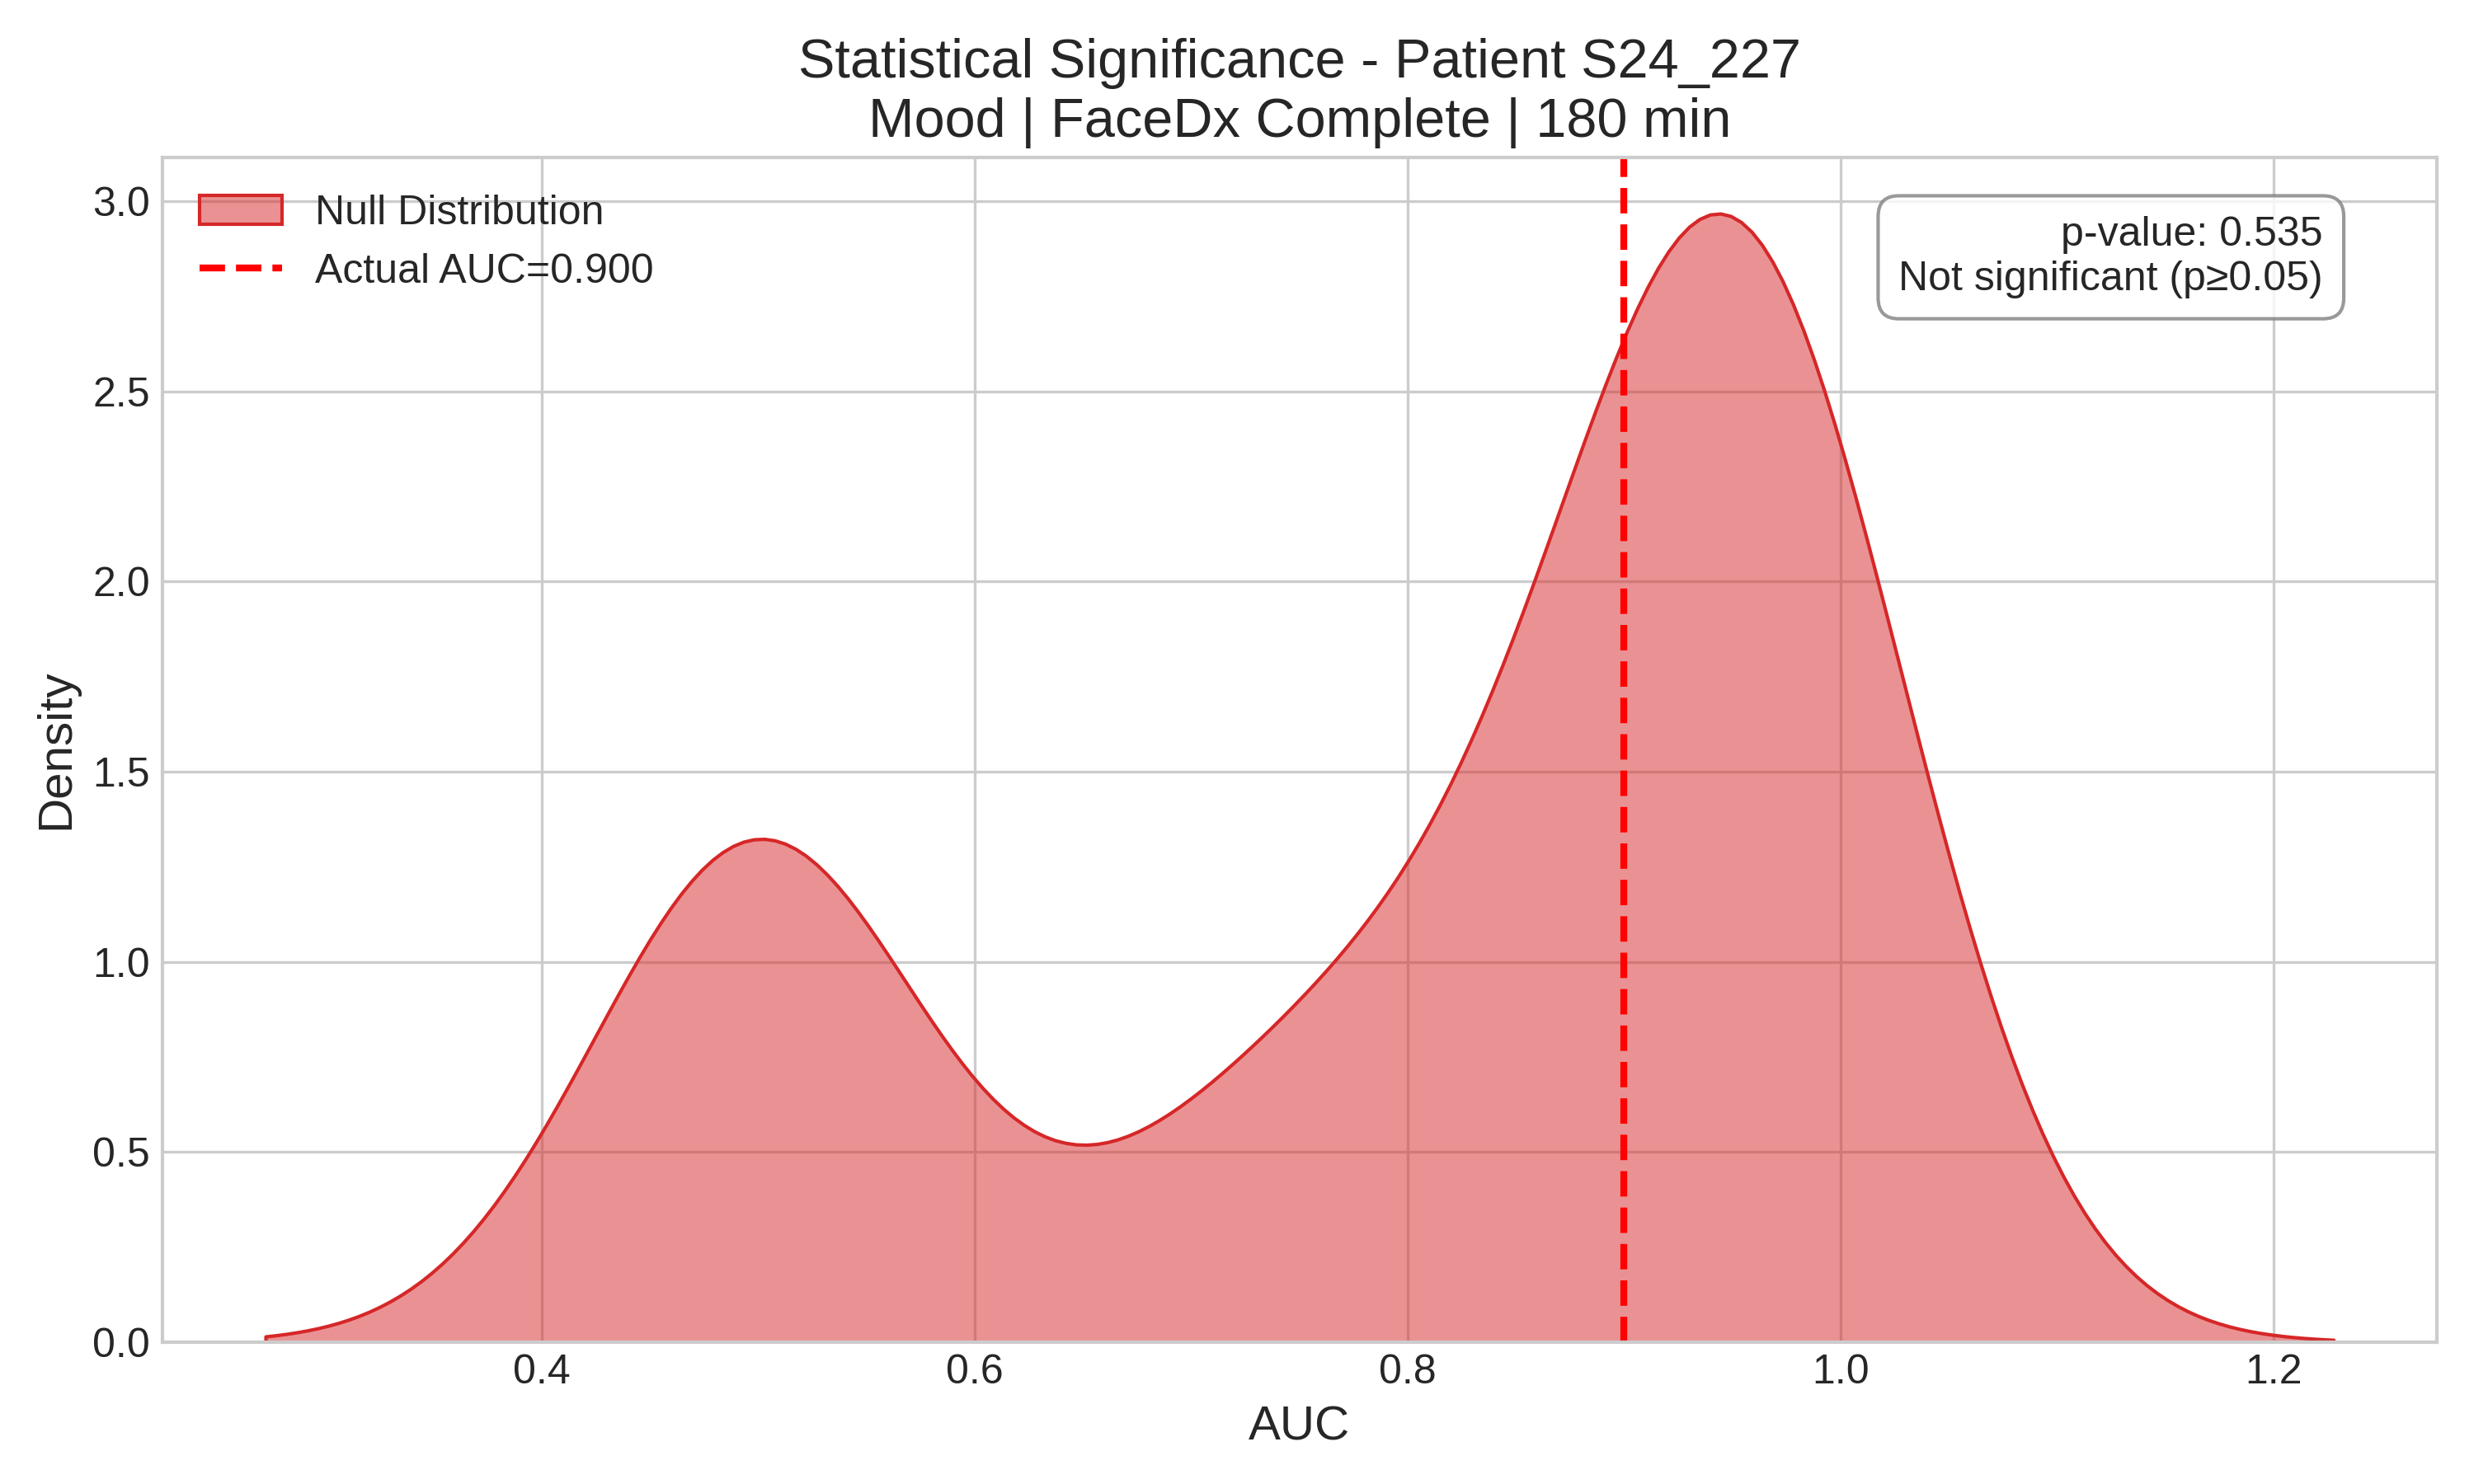 Statistical Significance - Patient S24_227
Mood | FaceDx Complete | 180 min
Null Distribution
Actual AUC=0.900
p-value: 0.535
Not significant (p≥0.05)
Density
3.0
2.5
2.0
1.5
1.0
0.5
0.0
0.4
0.6
0.8
1.0
1.2
AUC